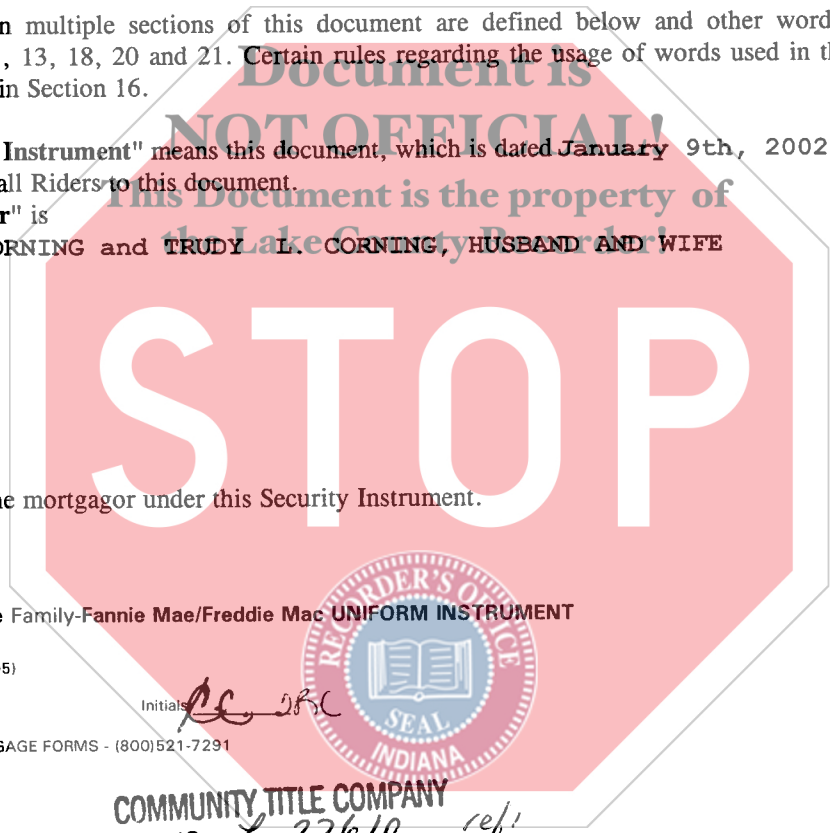 n multiple sections of this document are defined below and other word
, 13, 18, 20 and 21. Certain rules regarding the usage of words used in th
in Section 16.
Document is
NOT OFFICIAL!
Instrument" means this document, which is dated January 9th, 2002
all Riders to this document.
This Document is the property of
r" is
the Lake County Recorder!
ORNING and TRUDY L. CORNING, HUSBAND AND WIFE
STOP
he mortgagor under this Security Instrument.
RECORDER'S OFFICE
e Family-Fannie Mae/Freddie Mac UNIFORM INSTRUMENT
5)
Initials
SEAL
INDIANA
GAGE FORMS - (800)521-7291
COMMUNITY TITLE COMPANY